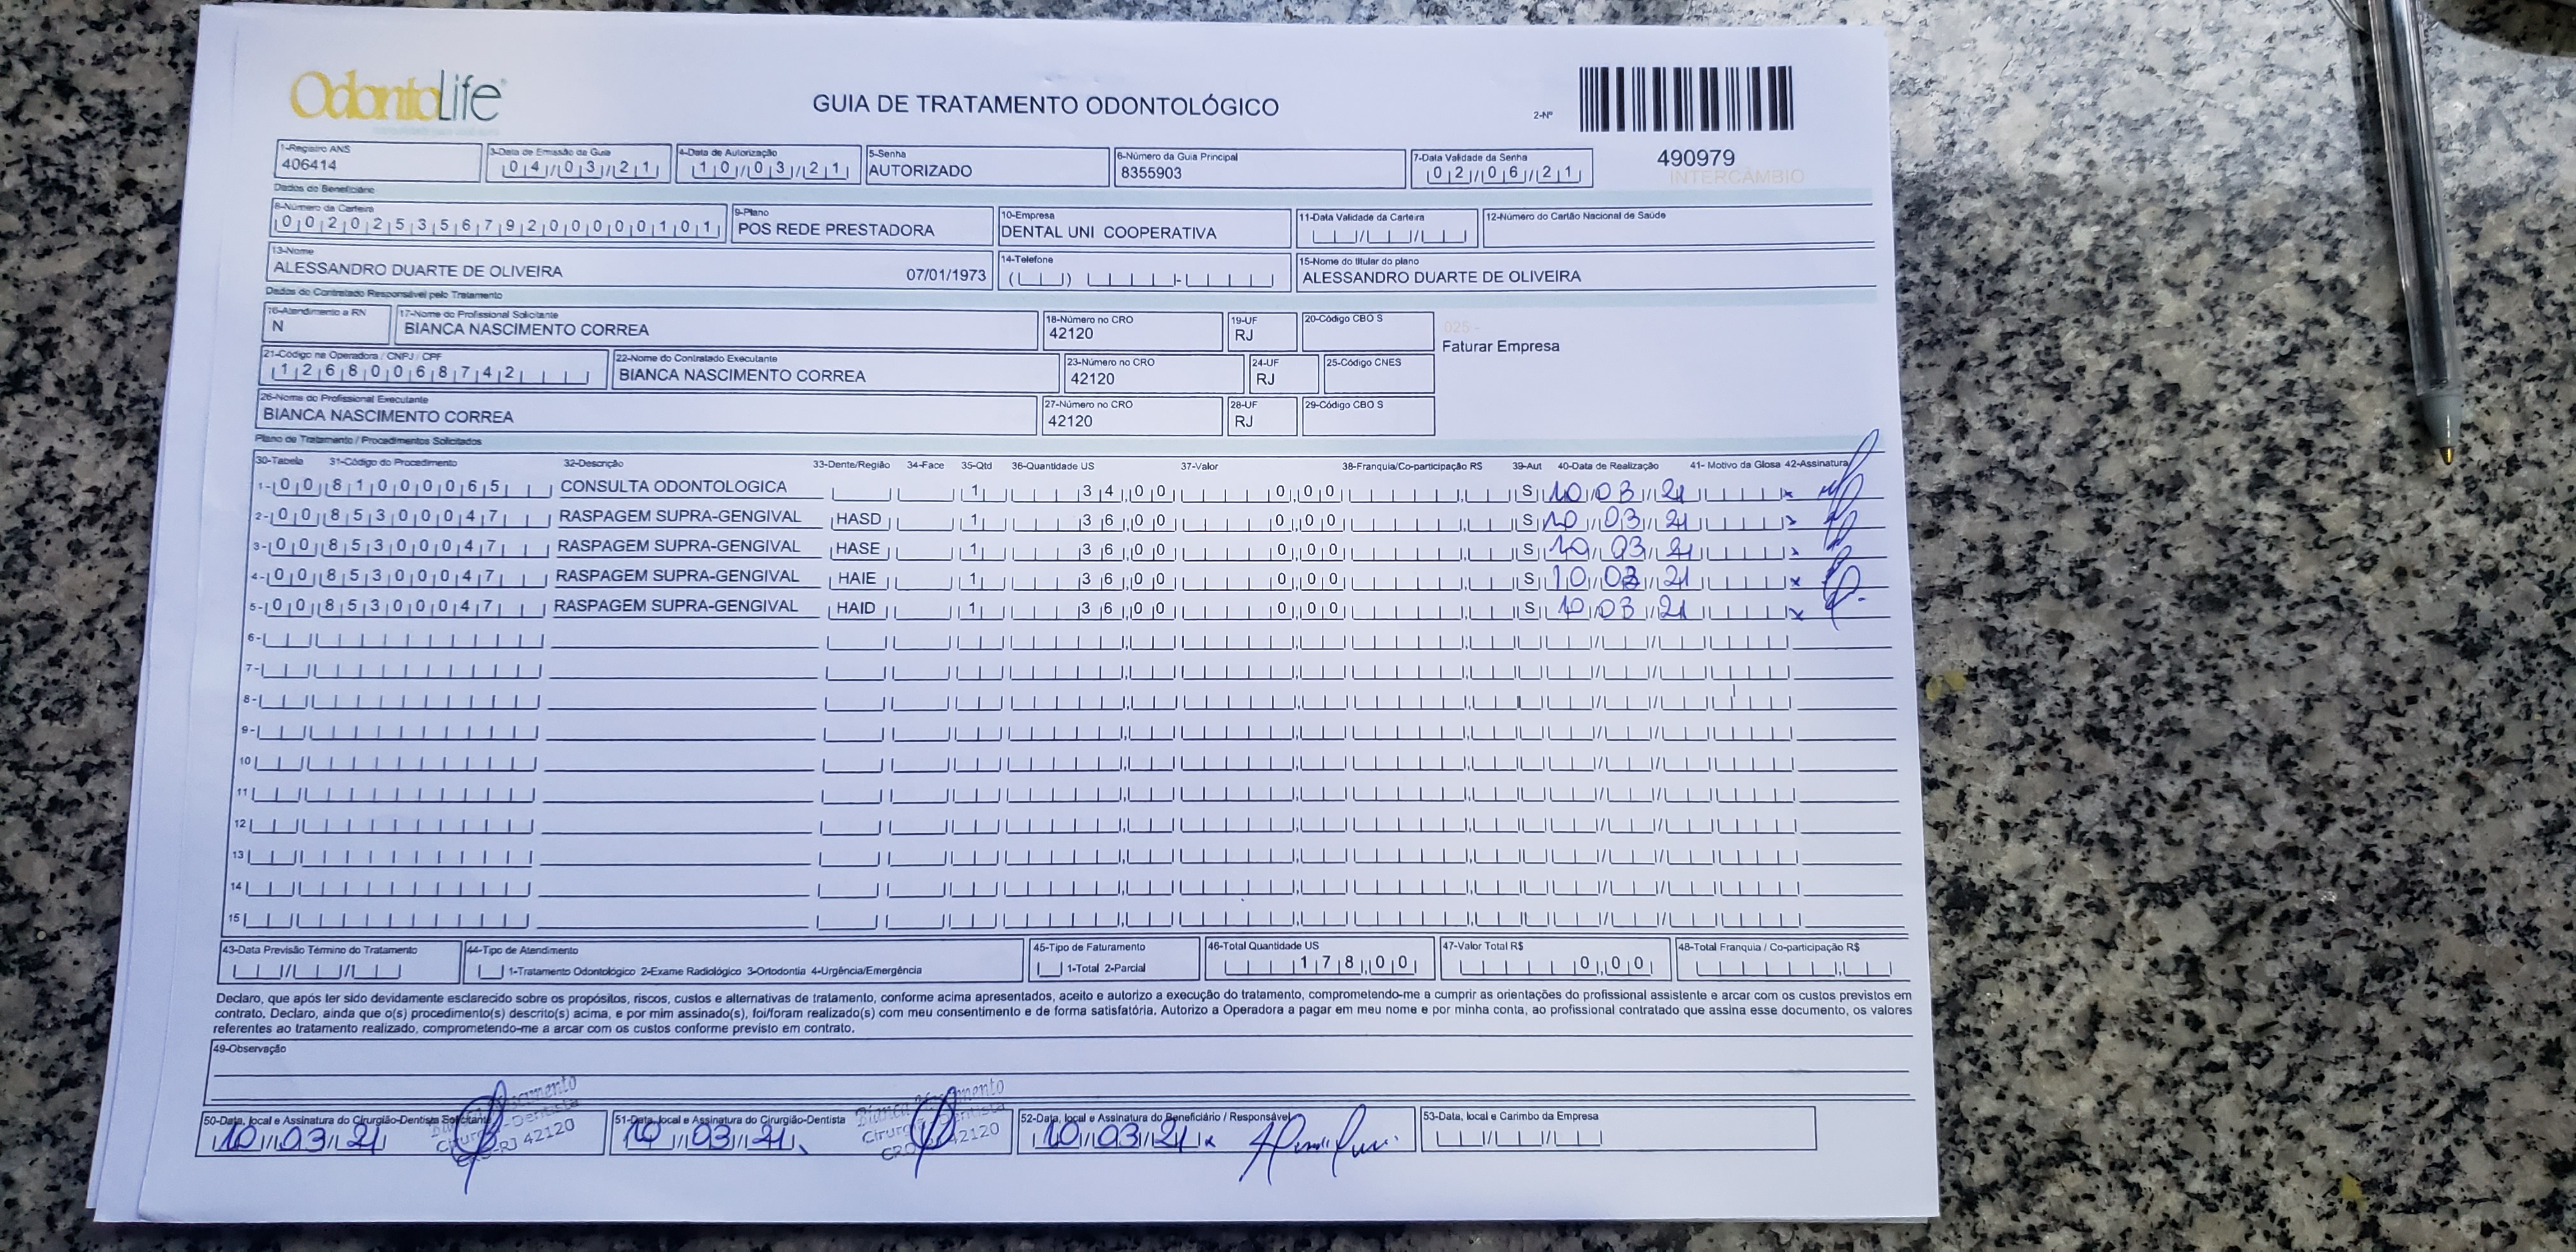 OdontoLife
GUIA DE TRATAMENTO ODONTOLÓGICO
2-Nº
490979
INTERCÂMBIO
1-Registro ANS
406414
3-Data de Emissão da Guia
04/03/21
4-Data de Autorização
10/03/21
5-Senha
AUTORIZADO
6-Número da Guia Principal
8355903
7-Data Validade da Senha
02/06/21
Dados do Beneficiário
8-Número da Carteira
00202535679200000101
9-Plano
POS REDE PRESTADORA
10-Empresa
DENTAL UNI COOPERATIVA
11-Data Validade da Carteira
12-Número do Cartão Nacional de Saúde
13-Nome
ALESSANDRO DUARTE DE OLIVEIRA 07/01/1973
14-Telefone
15-Nome do titular do plano
ALESSANDRO DUARTE DE OLIVEIRA
Dados do Contratado Responsável pelo Tratamento
16-Atendimento a RN
N
17-Nome do Profissional Solicitante
BIANCA NASCIMENTO CORREA
18-Número no CRO
42120
19-UF
RJ
20-Código CBO S
025 -
Faturar Empresa
21-Código na Operadora / CNPJ / CPF
12680068742
22-Nome do Contratado Executante
BIANCA NASCIMENTO CORREA
23-Número no CRO
42120
24-UF
RJ
25-Código CNES
26-Nome do Profissional Executante
BIANCA NASCIMENTO CORREA
27-Número no CRO
42120
28-UF
RJ
29-Código CBO S
Plano de Tratamento / Procedimentos Solicitados
30-Tabela 31-Código do Procedimento 32-Descrição 33-Dente/Região 34-Face 35-Qtd 36-Quantidade US 37-Valor 38-Franquia/Co-participação R$ 39-Aut 40-Data de Realização 41- Motivo da Glosa 42-Assinatura
1- 00 81000065 CONSULTA ODONTOLOGICA 1 34,00 0,00 S 10/03/21
2- 00 85300047 RASPAGEM SUPRA-GENGIVAL HASD 1 36,00 0,00 S 10/03/21
3- 00 85300047 RASPAGEM SUPRA-GENGIVAL HASE 1 36,00 0,00 S 10/03/21
4- 00 85300047 RASPAGEM SUPRA-GENGIVAL HAIE 1 36,00 0,00 S 10/03/21
5- 00 85300047 RASPAGEM SUPRA-GENGIVAL HAID 1 36,00 0,00 S 10/03/21
6-
7-
8-
9-
10
11
12
13
14
15
43-Data Previsão Término do Tratamento
44-Tipo de Atendimento
1-Tratamento Odontológico 2-Exame Radiológico 3-Ortodontia 4-Urgência/Emergência
45-Tipo de Faturamento
1-Total 2-Parcial
46-Total Quantidade US
178,00
47-Valor Total R$
0,00
48-Total Franquia / Co-participação R$
Declaro, que após ter sido devidamente esclarecido sobre os propósitos, riscos, custos e alternativas de tratamento, conforme acima apresentados, aceito e autorizo a execução do tratamento, comprometendo-me a cumprir as orientações do profissional assistente e arcar com os custos previstos em
contrato. Declaro, ainda que o(s) procedimento(s) descrito(s) acima, e por mim assinado(s), foi/foram realizado(s) com meu consentimento e de forma satisfatória. Autorizo a Operadora a pagar em meu nome e por minha conta, ao profissional contratado que assina esse documento, os valores
referentes ao tratamento realizado, comprometendo-me a arcar com os custos conforme previsto em contrato.
49-Observação
50-Data, local e Assinatura do Cirurgião-Dentista Solicitante
10/03/21
51-Data, local e Assinatura do Cirurgião-Dentista
10/03/21
Cirurgiã-Dentista
CRO-RJ 42120
52-Data, local e Assinatura do Beneficiário / Responsável
10/03/21
53-Data, local e Carimbo da Empresa